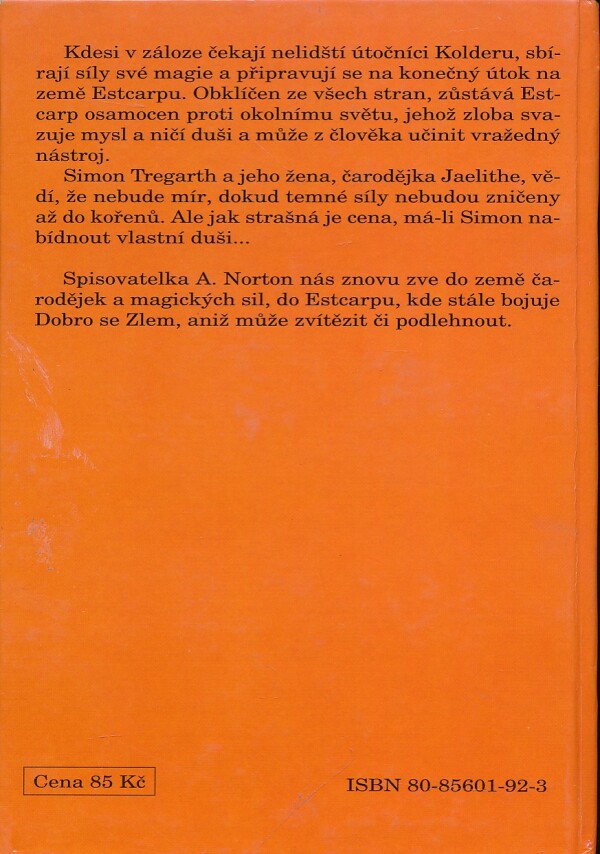 Kdesi v záloze čekají nelidští útočníci Kolderu, sbí-
rají síly své magie a připravují se na konečný útok na
země Estcarpu. Obklíčen ze všech stran, zůstává Est-
carp osamocen proti okolnímu světu, jehož zloba sva-
zuje mysl a ničí duši a může z člověka učinit vražedný
nástroj.
Simon Tregarth a jeho žena, čarodějka Jaelithe, vě-
dí, že nebude mír, dokud temné síly nebudou zničeny
až do kořenů. Ale jak strašná je cena, má-li Simon na-
bídnout vlastní duši...
Spisovatelka A. Norton nás znovu zve do země ča-
rodějek a magických sil, do Estcarpu, kde stále bojuje
Dobro se Zlem, aniž může zvítězit či podlehnout.
Cena 85 Kč
ISBN 80-85601-92-3